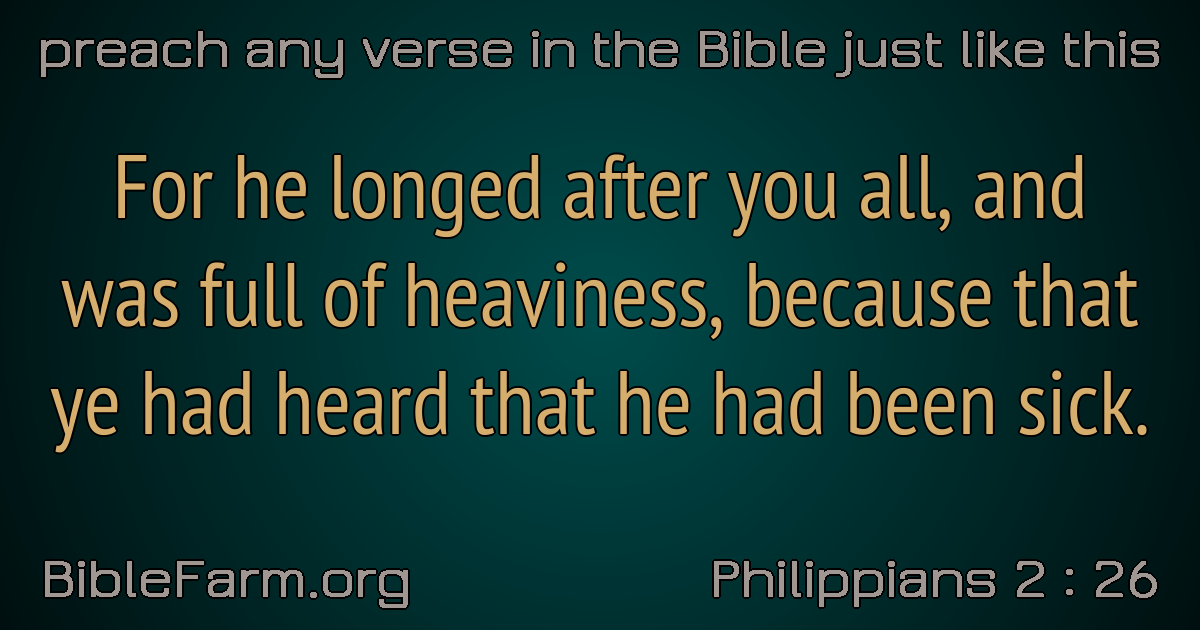 preach any verse in the Bible just like this
For he longed after you all, and
was full of heaviness, because that
ye had heard that he had been sick.
BibleFarm.org
Philippians 2 : 26